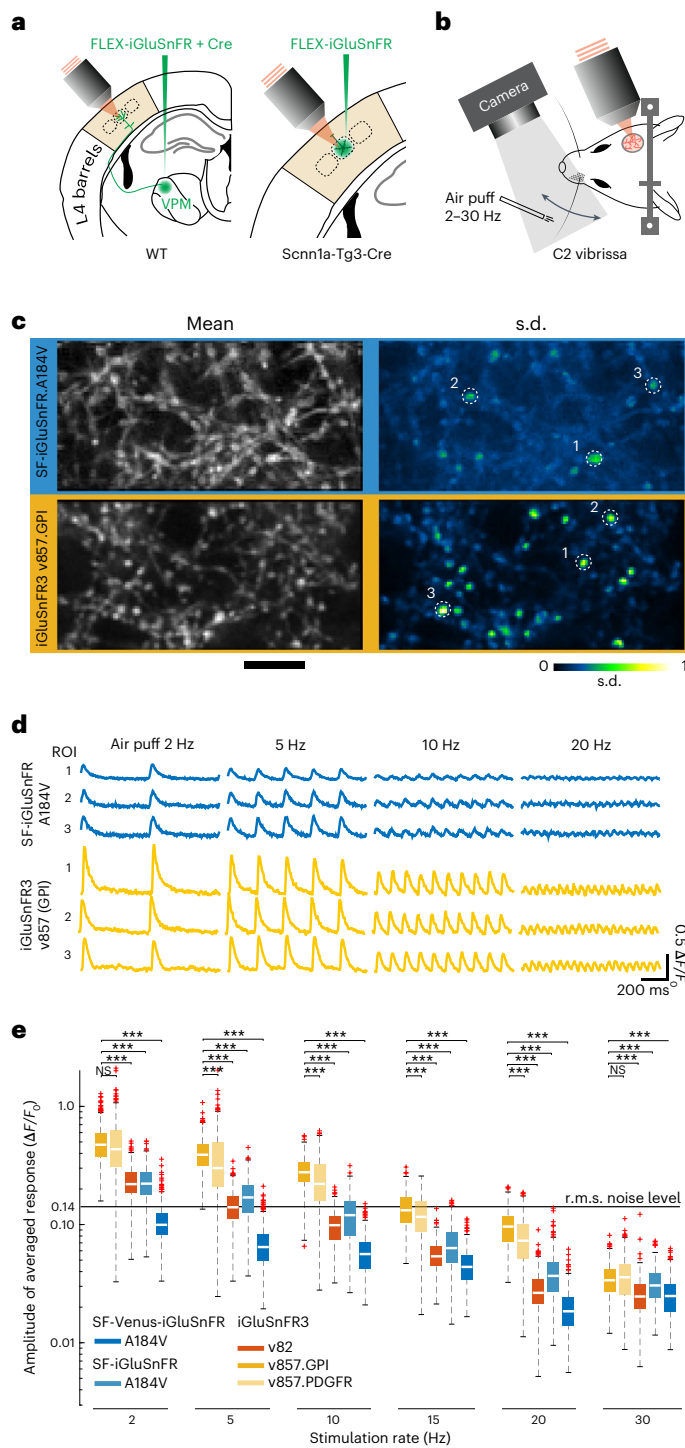 a
FLEX-iGluSnFR + Cre
FLEX-iGluSnFR
L4 barrels
VPM
WT
Scnn1a-Tg3-Cre
b
Camera
Air puff
2–30 Hz
C2 vibrissa
c
Mean
s.d.
SF-iGluSnFR.A184V
2
3
1
iGluSnFR3 v857.GPI
2
1
3
0
1
s.d.
d
ROI
Air puff 2 Hz
5 Hz
10 Hz
20 Hz
SF-iGluSnFR
A184V
1
2
3
iGluSnFR3
v857 (GPI)
1
2
3
0.5 ΔF/F0
200 ms
e
*** *** *** *** *** ***
*** *** *** *** *** ***
*** *** *** *** *** ***
NS *** *** *** *** NS
Amplitude of averaged response (ΔF/F0)
1.0
0.14
0.10
0.01
r.m.s. noise level
SF-Venus-iGluSnFR
A184V
SF-iGluSnFR
A184V
iGluSnFR3
v82
v857.GPI
v857.PDGFR
2 5 10 15 20 30
Stimulation rate (Hz)